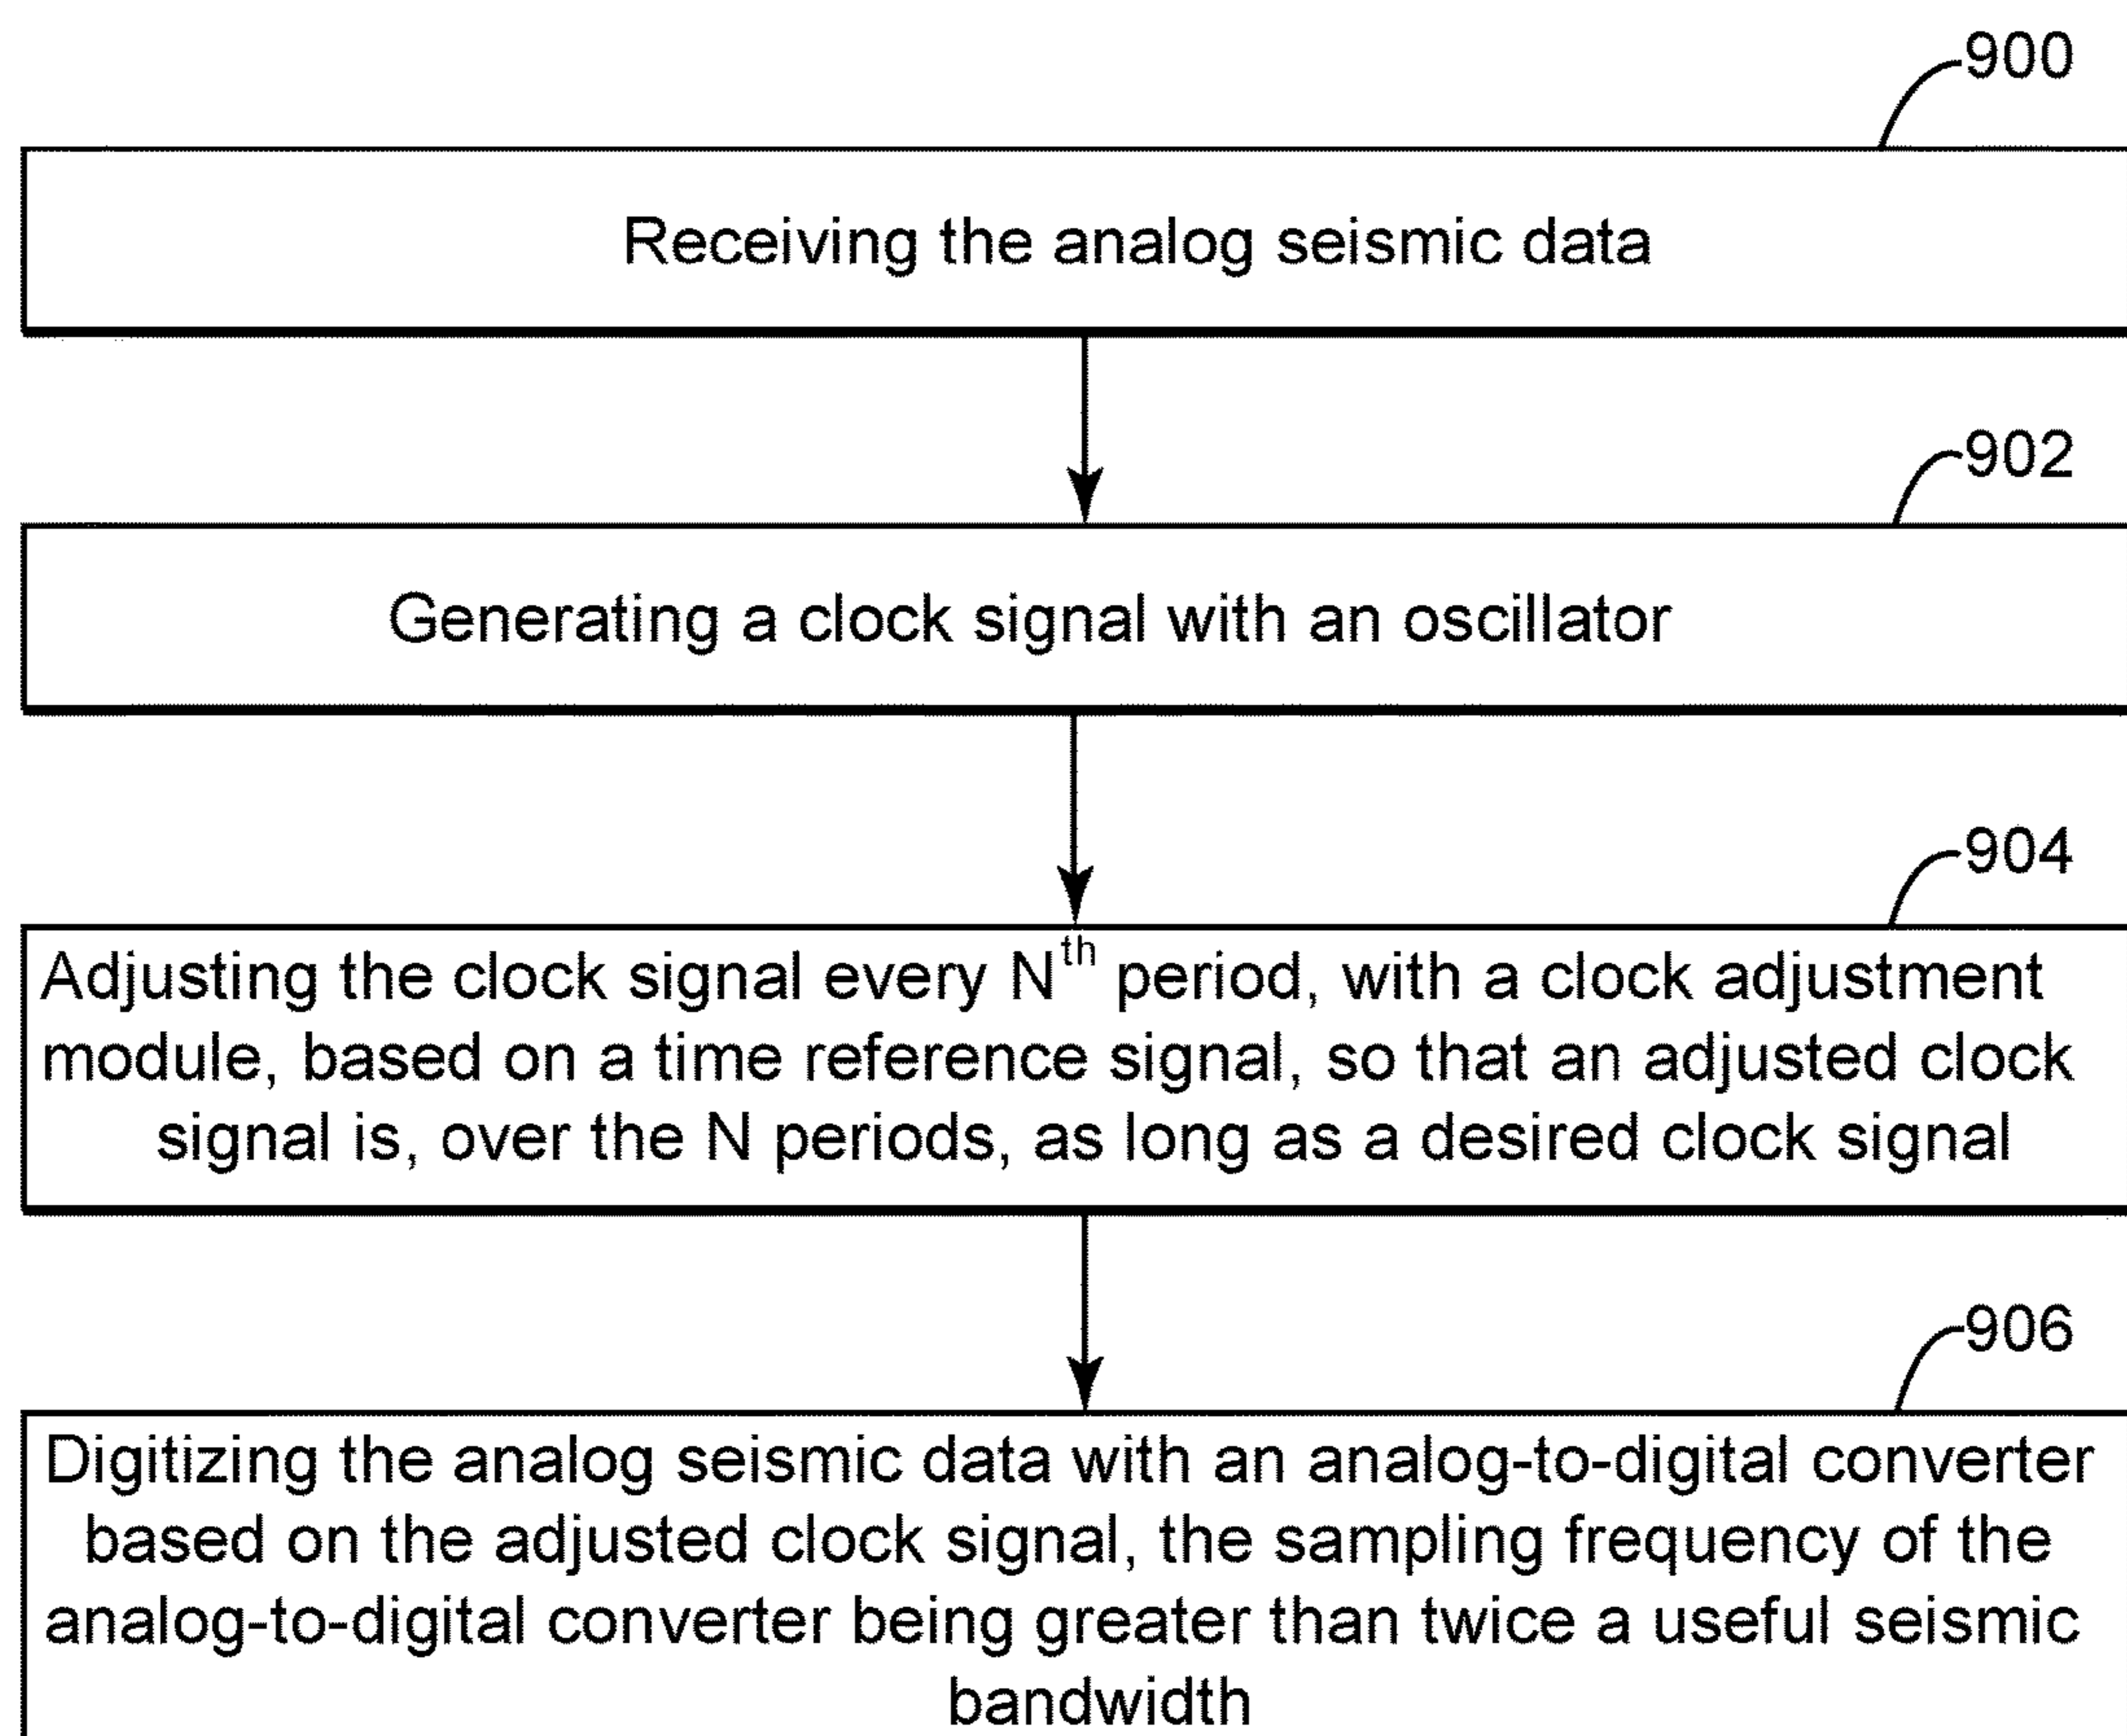 900
Receiving the analog seismic data
902
Generating a clock signal with an oscillator
904
Adjusting the clock signal every Nth period, with a clock adjustment
module, based on a time reference signal, so that an adjusted clock
signal is, over the N periods, as long as a desired clock signal
906
Digitizing the analog seismic data with an analog-to-digital converter
based on the adjusted clock signal, the sampling frequency of the
analog-to-digital converter being greater than twice a useful seismic
bandwidth